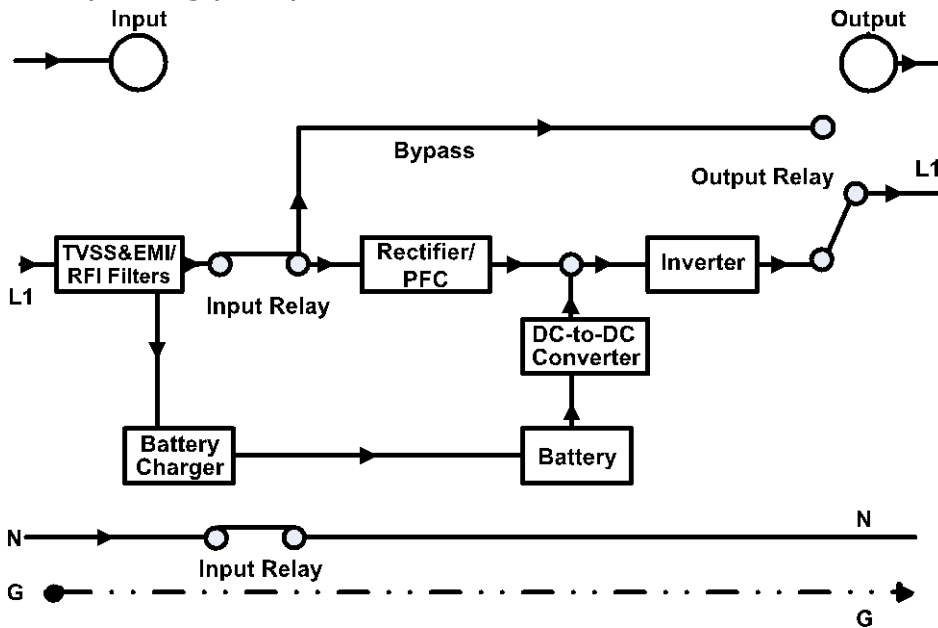 Input
Output
Bypass
L1
Output Relay
TVSS&EMI/
RFI Filters
Rectifier/
PFC
Inverter
L1
Input Relay
DC-to-DC
Converter
Battery
Charger
Battery
N
N
Input Relay
G
G